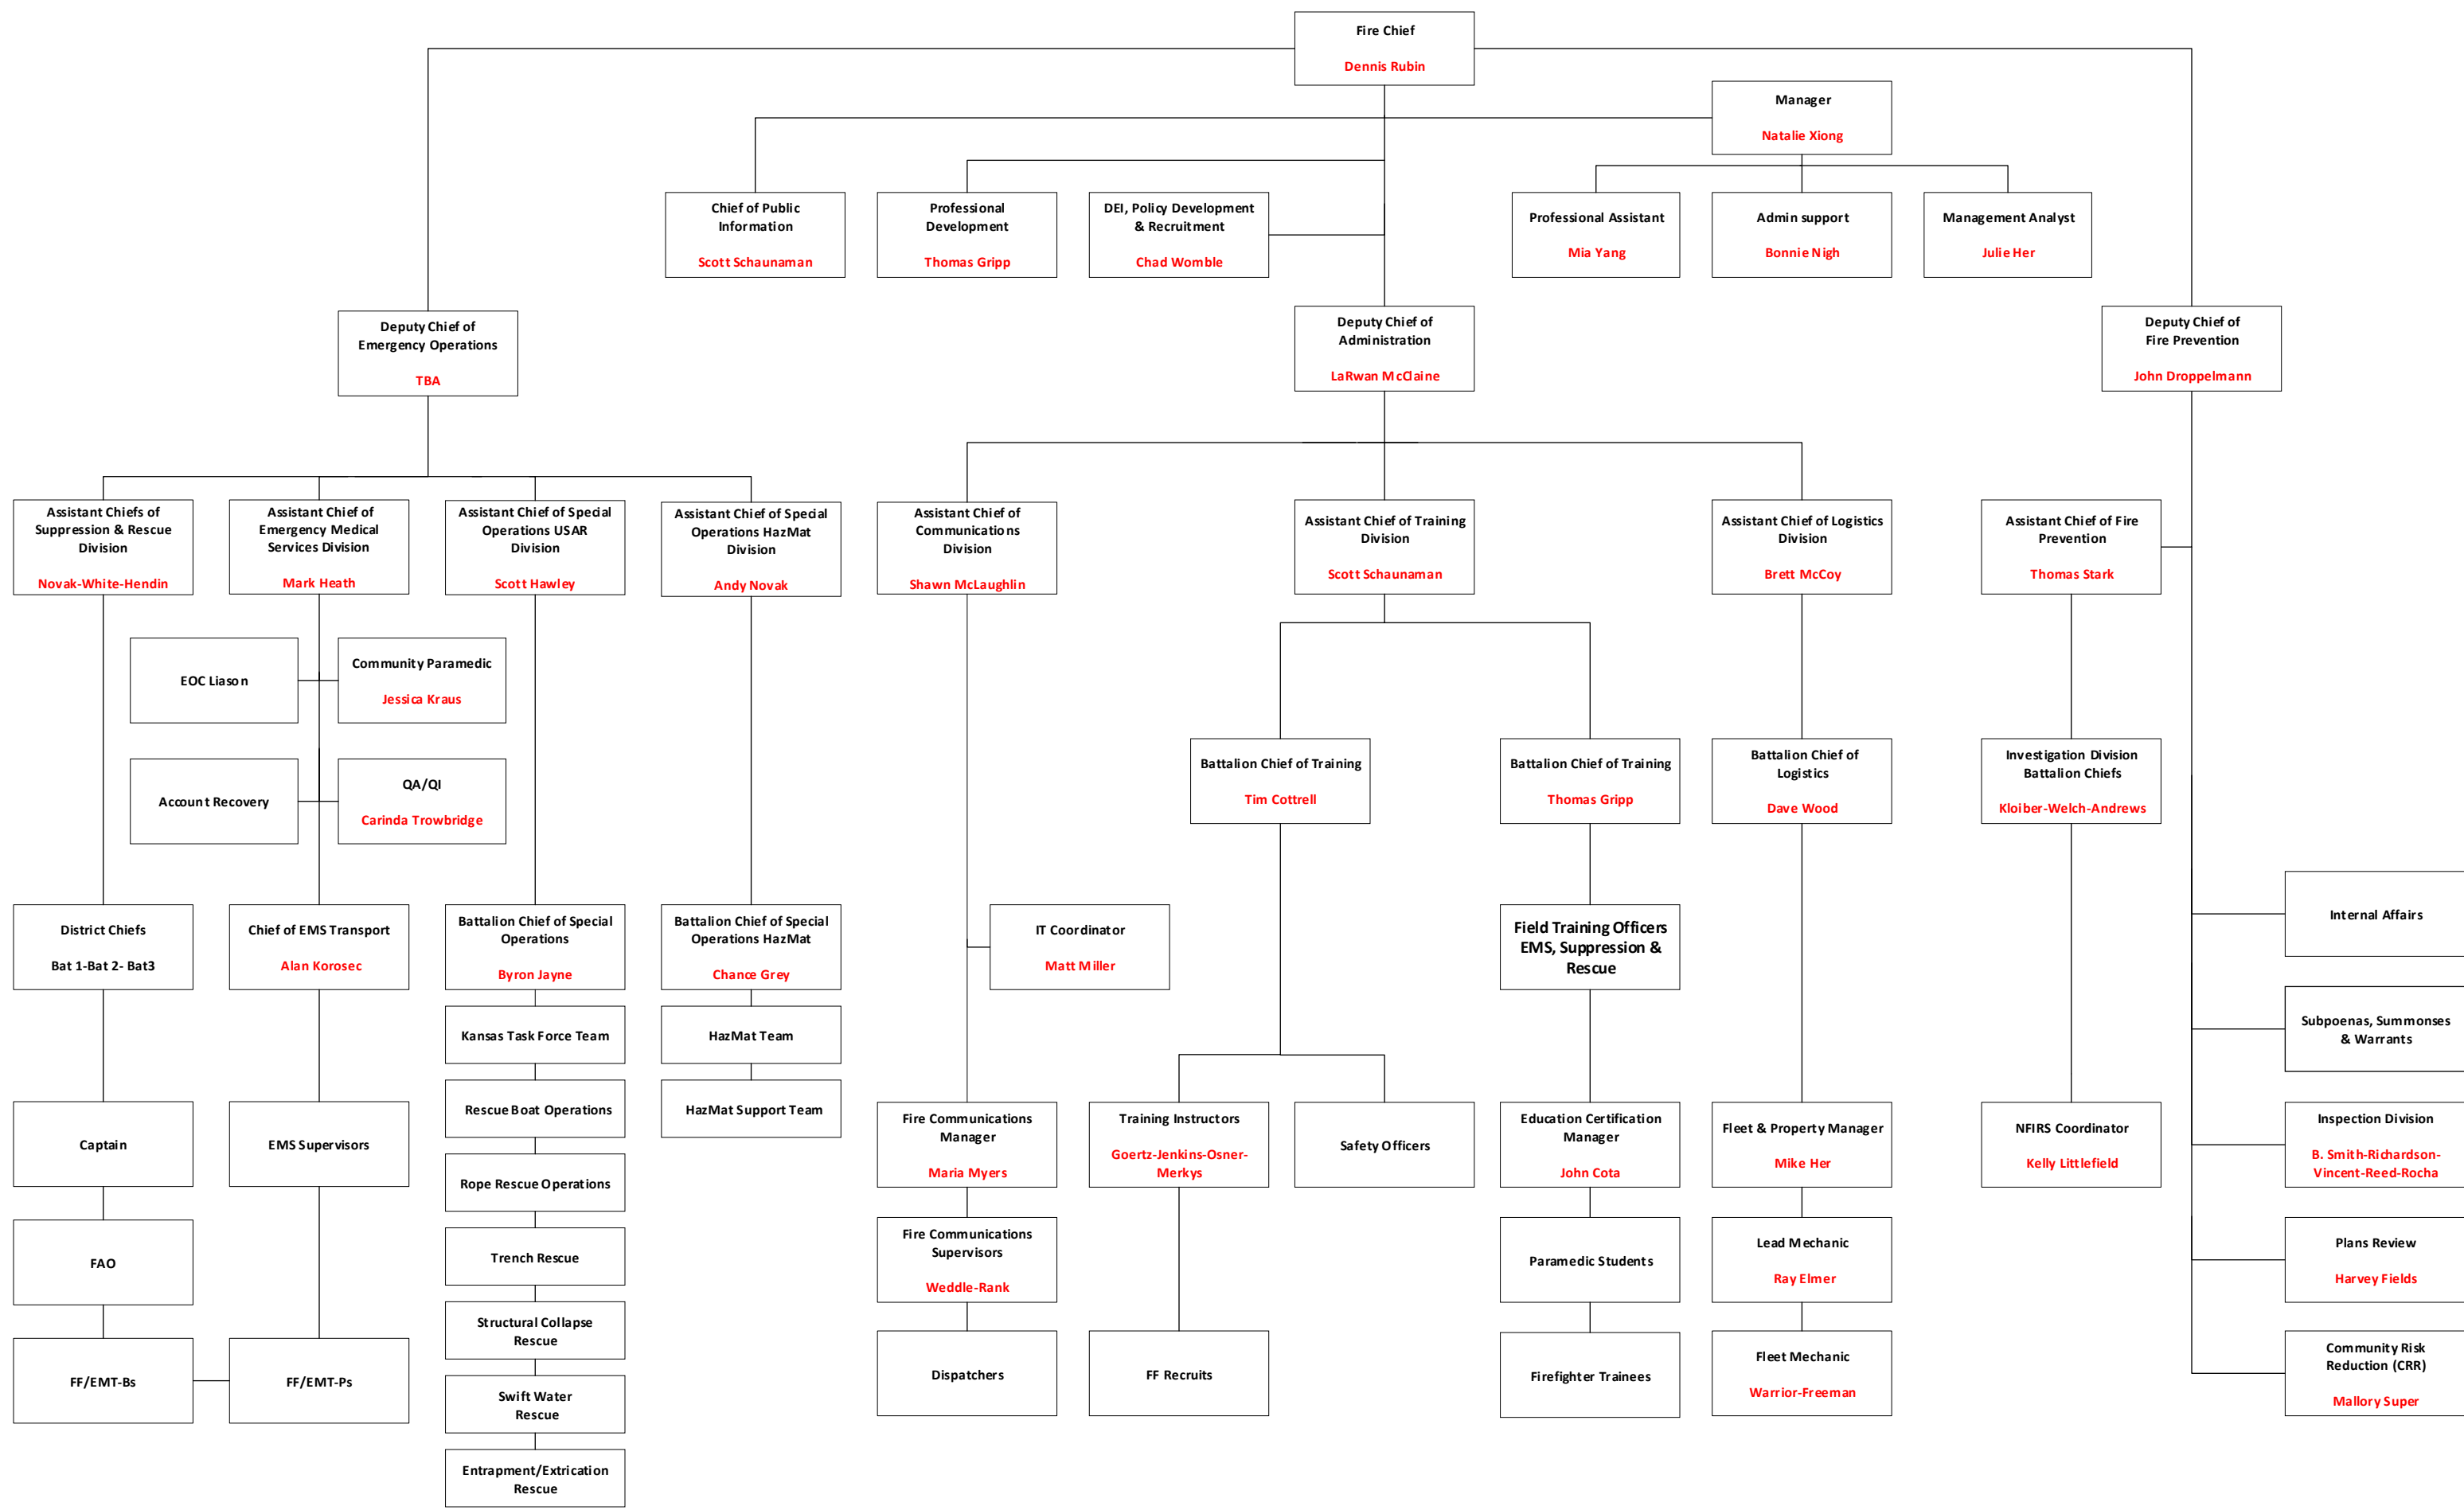 Fire Chief
Dennis Rubin
Manager
Natalie Xiong
Chief of Public
Information
Scott Schaunaman
Professional
Development
Thomas Gripp
DEI, Policy Development
& Recruitment
Chad Womble
Professional Assistant
Mia Yang
Admin support
Bonnie Nigh
Management Analyst
Julie Her
Deputy Chief of
Emergency Operations
TBA
Deputy Chief of
Administration
LaRwan McClaine
Deputy Chief of
Fire Prevention
John Droppelmann
Assistant Chiefs of
Suppression & Rescue
Division
Novak-White-Hendin
Assistant Chief of
Emergency Medical
Services Division
Mark Heath
Assistant Chief of Special
Operations USAR
Division
Scott Hawley
Assistant Chief of Special
Operations HazMat
Division
Andy Novak
Assistant Chief of
Communications
Division
Shawn McLaughlin
Assistant Chief of Training
Division
Scott Schaunaman
Assistant Chief of Logistics
Division
Brett McCoy
Assistant Chief of Fire
Prevention
Thomas Stark
EOC Liason
Community Paramedic
Jessica Kraus
Account Recovery
QA/QI
Carinda Trowbridge
Battalion Chief of Training
Tim Cottrell
Battalion Chief of Training
Thomas Gripp
Battalion Chief of
Logistics
Dave Wood
Investigation Division
Battalion Chiefs
Kloiber-Welch-Andrews
District Chiefs
Bat 1-Bat 2- Bat3
Chief of EMS Transport
Alan Korosec
Battalion Chief of Special
Operations
Byron Jayne
Battalion Chief of Special
Operations HazMat
Chance Grey
IT Coordinator
Matt Miller
Field Training Officers
EMS, Suppression &
Rescue
Internal Affairs
Kansas Task Force Team
HazMat Team
Subpoenas, Summonses
& Warrants
Rescue Boat Operations
HazMat Support Team
Captain
EMS Supervisors
Fire Communications
Manager
Maria Myers
Training Instructors
Goertz-Jenkins-Osner-
Merkys
Safety Officers
Education Certification
Manager
John Cota
Fleet & Property Manager
Mike Her
NFIRS Coordinator
Kelly Littlefield
Inspection Division
B. Smith-Richardson-
Vincent-Reed-Rocha
Rope Rescue Operations
FAO
Trench Rescue
Fire Communications
Supervisors
Weddle-Rank
Paramedic Students
Lead Mechanic
Ray Elmer
Plans Review
Harvey Fields
Structural Collapse
Rescue
FF/EMT-Bs
FF/EMT-Ps
Swift Water
Rescue
Dispatchers
FF Recruits
Firefighter Trainees
Fleet Mechanic
Warrior-Freeman
Community Risk
Reduction (CRR)
Mallory Super
Entrapment/Extrication
Rescue